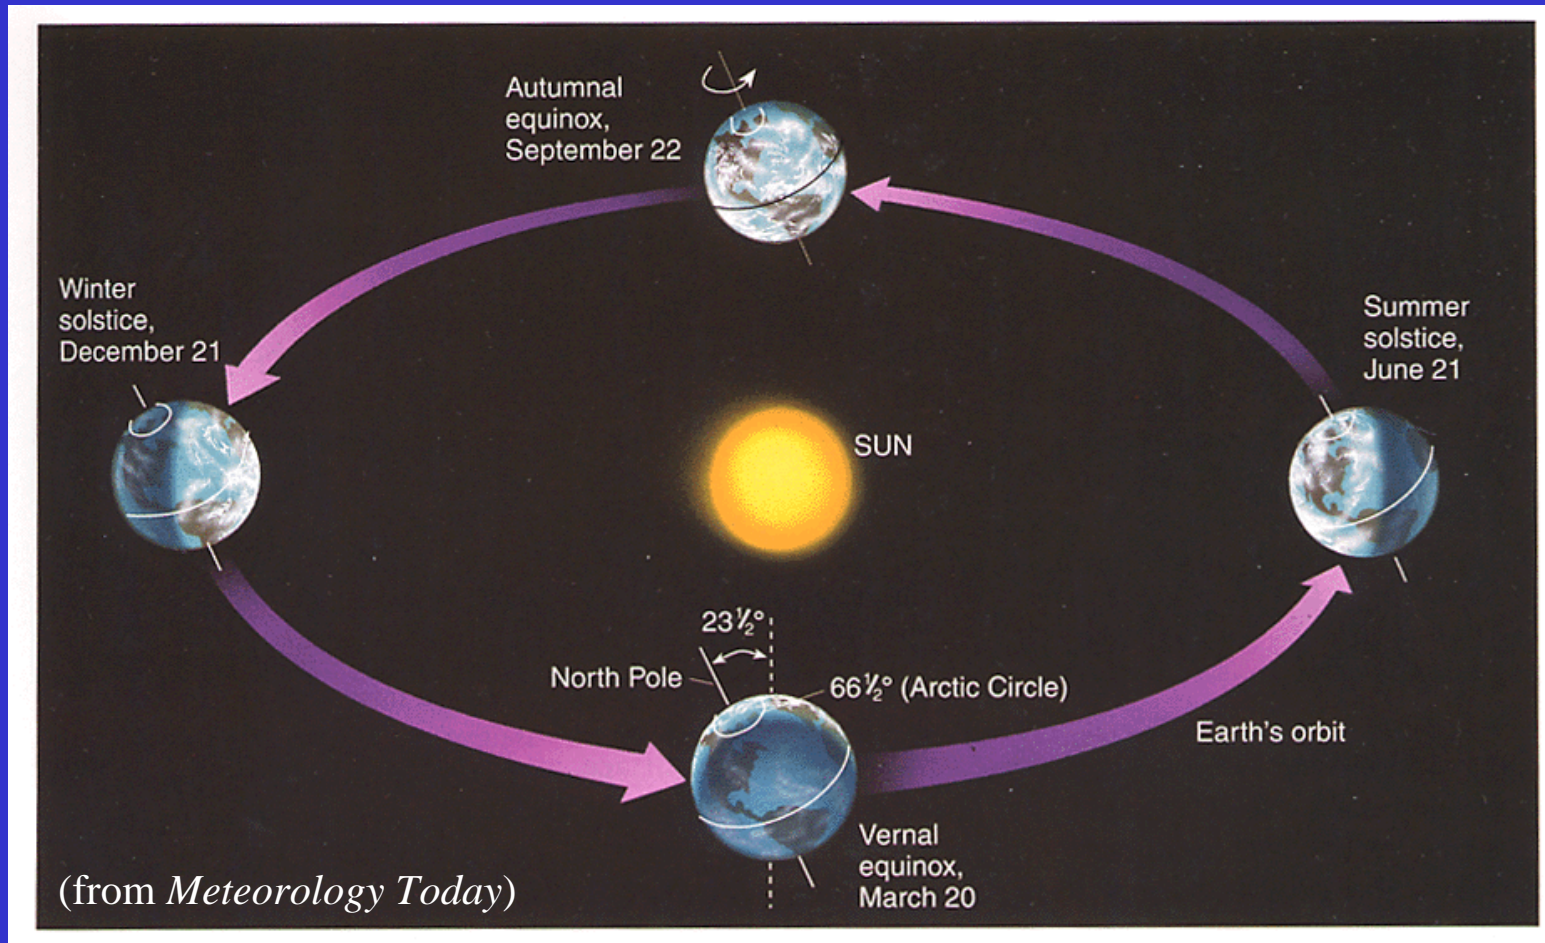 Autumnal
equinox,
September 22
Winter
solstice,
December 21
Summer
solstice,
June 21
SUN
23½°
North Pole
66½° (Arctic Circle)
Earth's orbit
Vernal
equinox,
March 20
(from Meteorology Today)